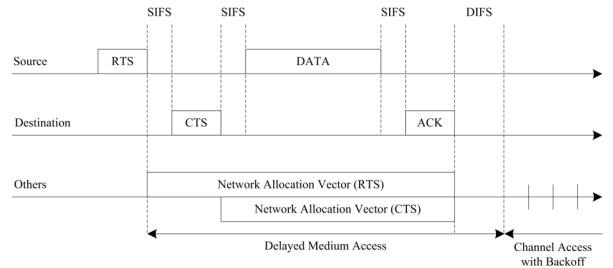 SIFS SIFS SIFS DIFS
Source RTS DATA
Destination CTS ACK
Others Network Allocation Vector (RTS)
Network Allocation Vector (CTS)
Delayed Medium Access
Channel Access
with Backoff